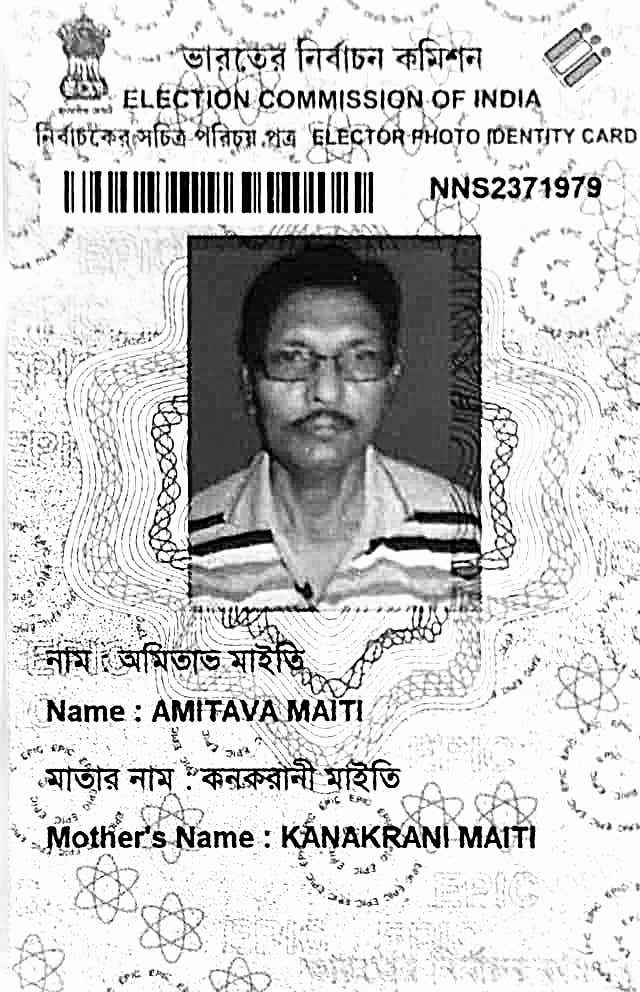 ভারতের নির্বাচন কমিশন
ELECTION COMMISSION OF INDIA
নির্বাচকের সচিত্র পরিচয় পত্র ELECTOR PHOTO IDENTITY CARD
NNS2371979
নাম : অমিতাভ মাইতি
Name : AMITAVA MAITI
মাতার নাম : কনকরানী মাইতি
Mother's Name : KANAKRANI MAITI